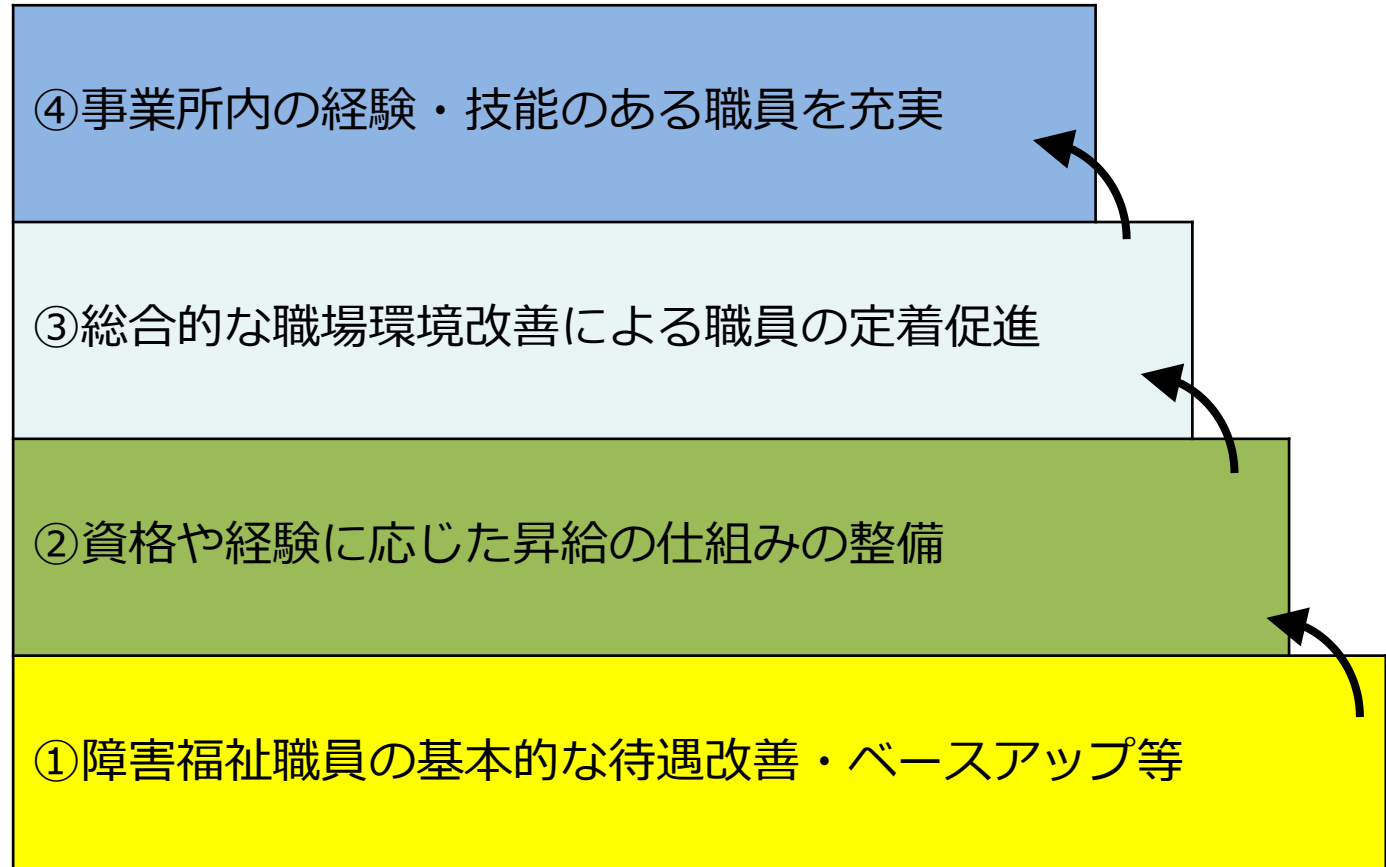 ④事業所内の経験・技能のある職員を充実
③総合的な職場環境改善による職員の定着促進
②資格や経験に応じた昇給の仕組みの整備
①障害福祉職員の基本的な待遇改善・ベースアップ等